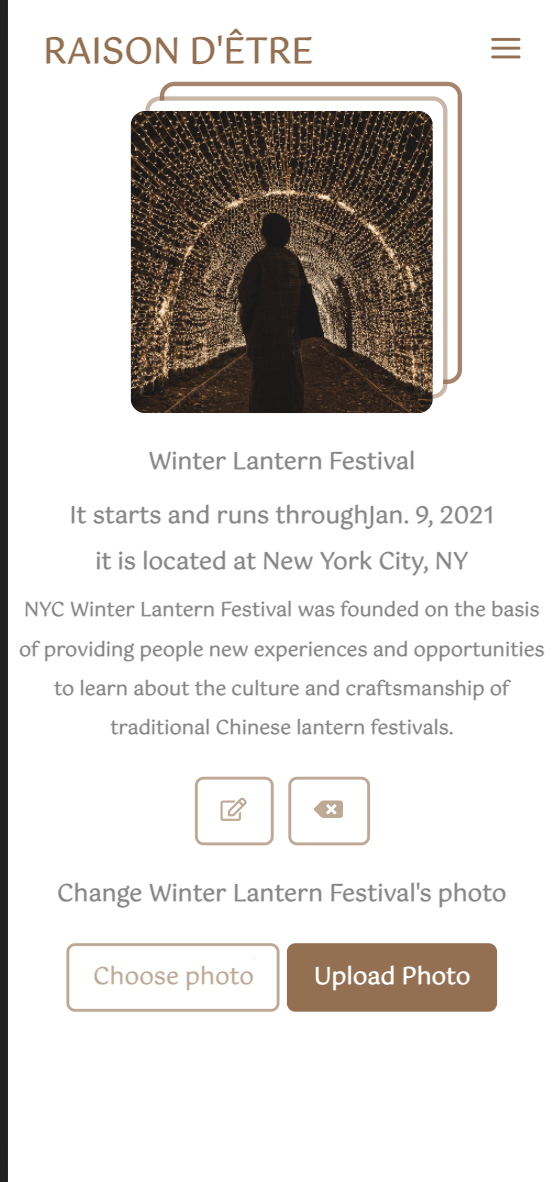 RAISON D'ÊTRE
Winter Lantern Festival
It starts and runs throughJan. 9, 2021
it is located at New York City, NY
NYC Winter Lantern Festival was founded on the basis
of providing people new experiences and opportunities
to learn about the culture and craftsmanship of
traditional Chinese lantern festivals.
Change Winter Lantern Festival's photo
Choose photo Upload Photo